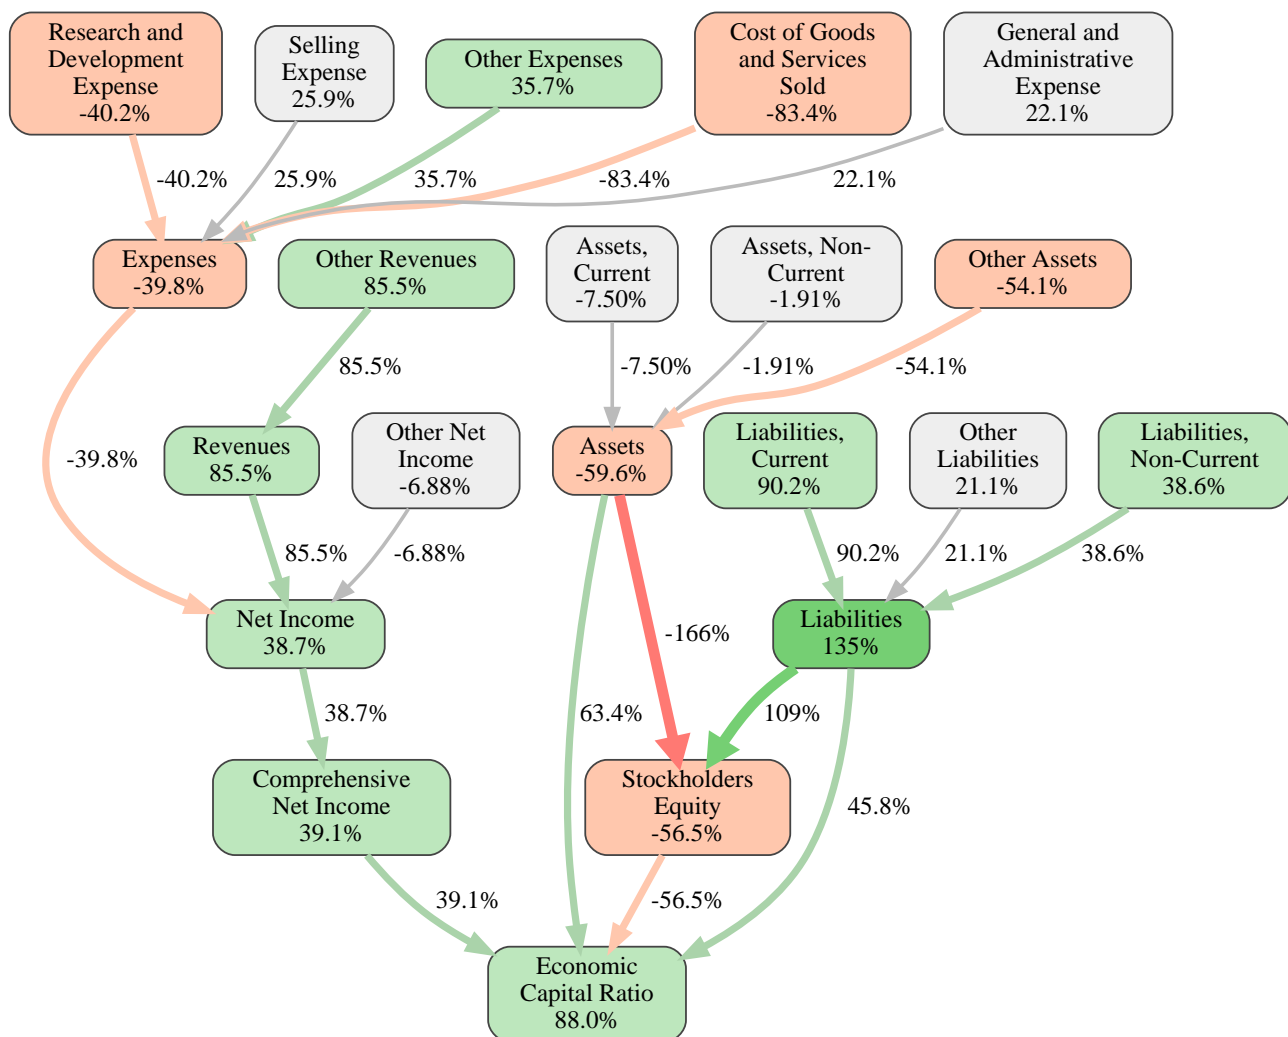 Research and
Development
Expense
-40.2%
Selling
Expense
25.9%
Other Expenses
35.7%
Cost of Goods
and Services
Sold
-83.4%
General and
Administrative
Expense
22.1%
-40.2%
25.9%
35.7%
-83.4%
22.1%
Expenses
-39.8%
Other Revenues
85.5%
Assets,
Current
-7.50%
Assets, Non-
Current
-1.91%
Other Assets
-54.1%
85.5%
-7.50%
-1.91%
-54.1%
-39.8%
Revenues
85.5%
Other Net
Income
-6.88%
Assets
-59.6%
Liabilities,
Current
90.2%
Other
Liabilities
21.1%
Liabilities,
Non-Current
38.6%
85.5%
-6.88%
90.2%
21.1%
38.6%
Net Income
38.7%
-166%
Liabilities
135%
38.7%
63.4%
109%
Comprehensive
Net Income
39.1%
Stockholders
Equity
-56.5%
45.8%
39.1%
-56.5%
Economic
Capital Ratio
88.0%